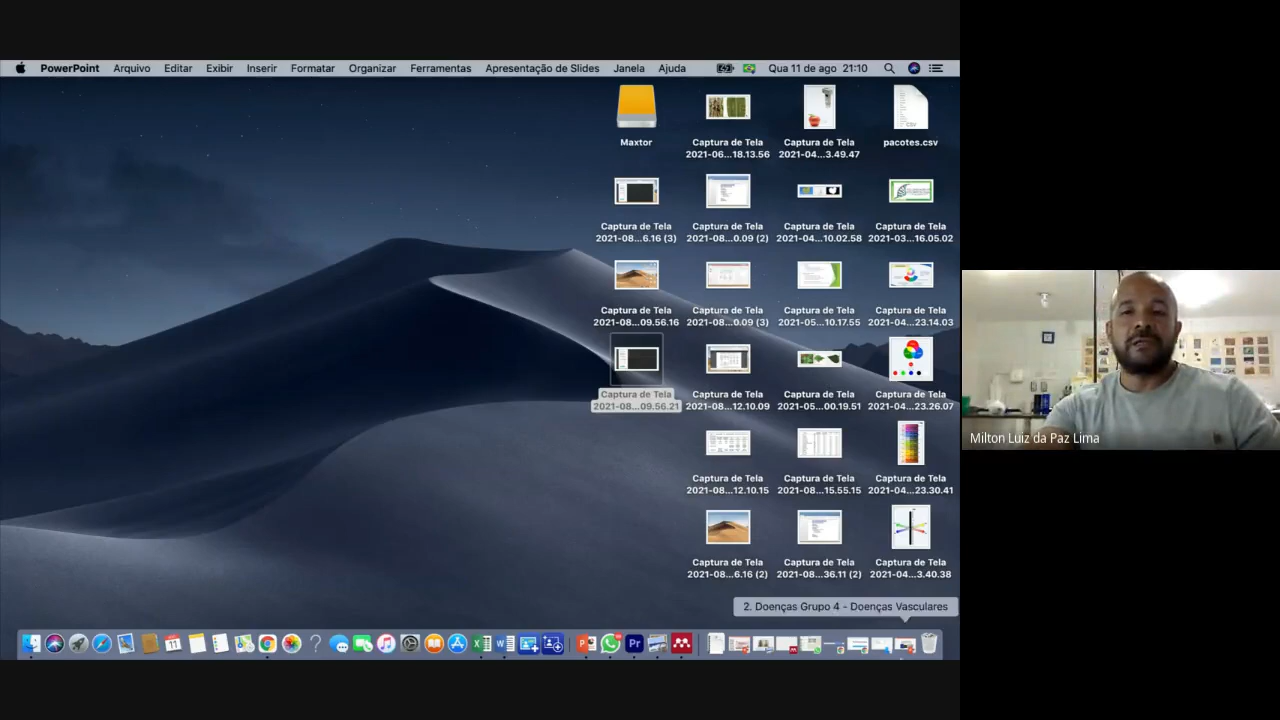 PowerPoint Arquivo Editar Exibir Inserir Formatar Organizar Ferramentas Apresentação de Slides Janela Ajuda Qua 11 de ago 21:10
Maxtor
Captura de Tela
2021-06...18.13.56
Captura de Tela
2021-04...3.49.47
pacotes.csv
Captura de Tela
2021-08...6.16 (3)
Captura de Tela
2021-08...0.09 (2)
Captura de Tela
2021-04...10.02.58
Captura de Tela
2021-03...16.05.02
Captura de Tela
2021-08...09.56.16
Captura de Tela
2021-08...0.09 (3)
Captura de Tela
2021-05...10.17.55
Captura de Tela
2021-04...23.14.03
Captura de Tela
2021-08...09.56.21
Captura de Tela
2021-08...12.10.09
Captura de Tela
2021-05...00.19.51
Captura de Tela
2021-04...23.26.07
Captura de Tela
2021-08...12.10.15
Captura de Tela
2021-08...15.55.15
Captura de Tela
2021-04...23.30.41
Captura de Tela
2021-08...6.16 (2)
Captura de Tela
2021-08...36.11 (2)
Captura de Tela
2021-04...3.40.38
2. Doenças Grupo 4 - Doenças Vasculares
11
Pr
Milton Luiz da Paz Lima